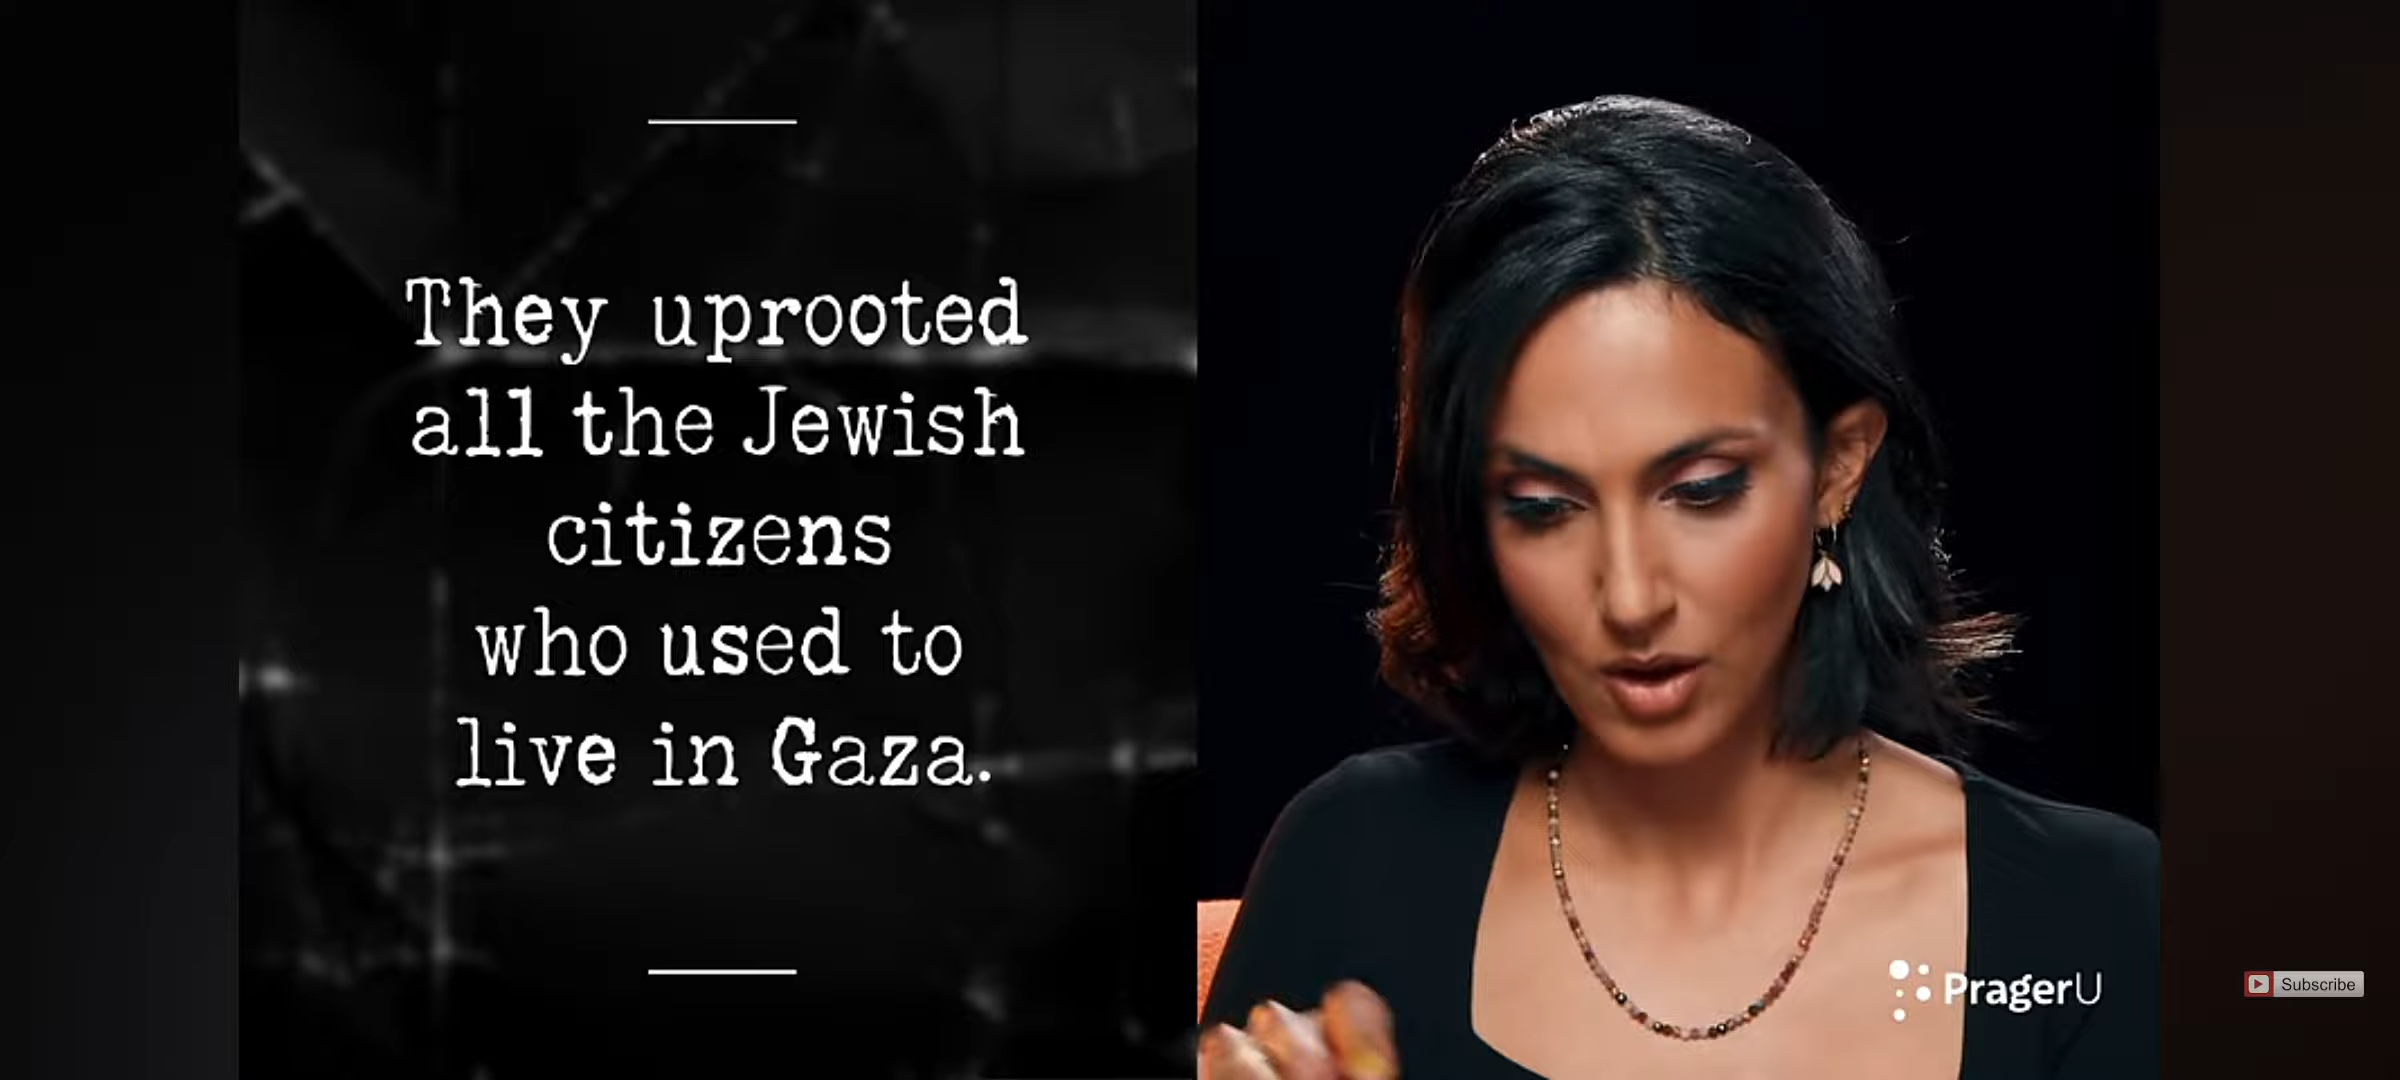 They uprooted
all the Jewish
citizens
who used to
live in Gaza.
PragerU
Subscribe